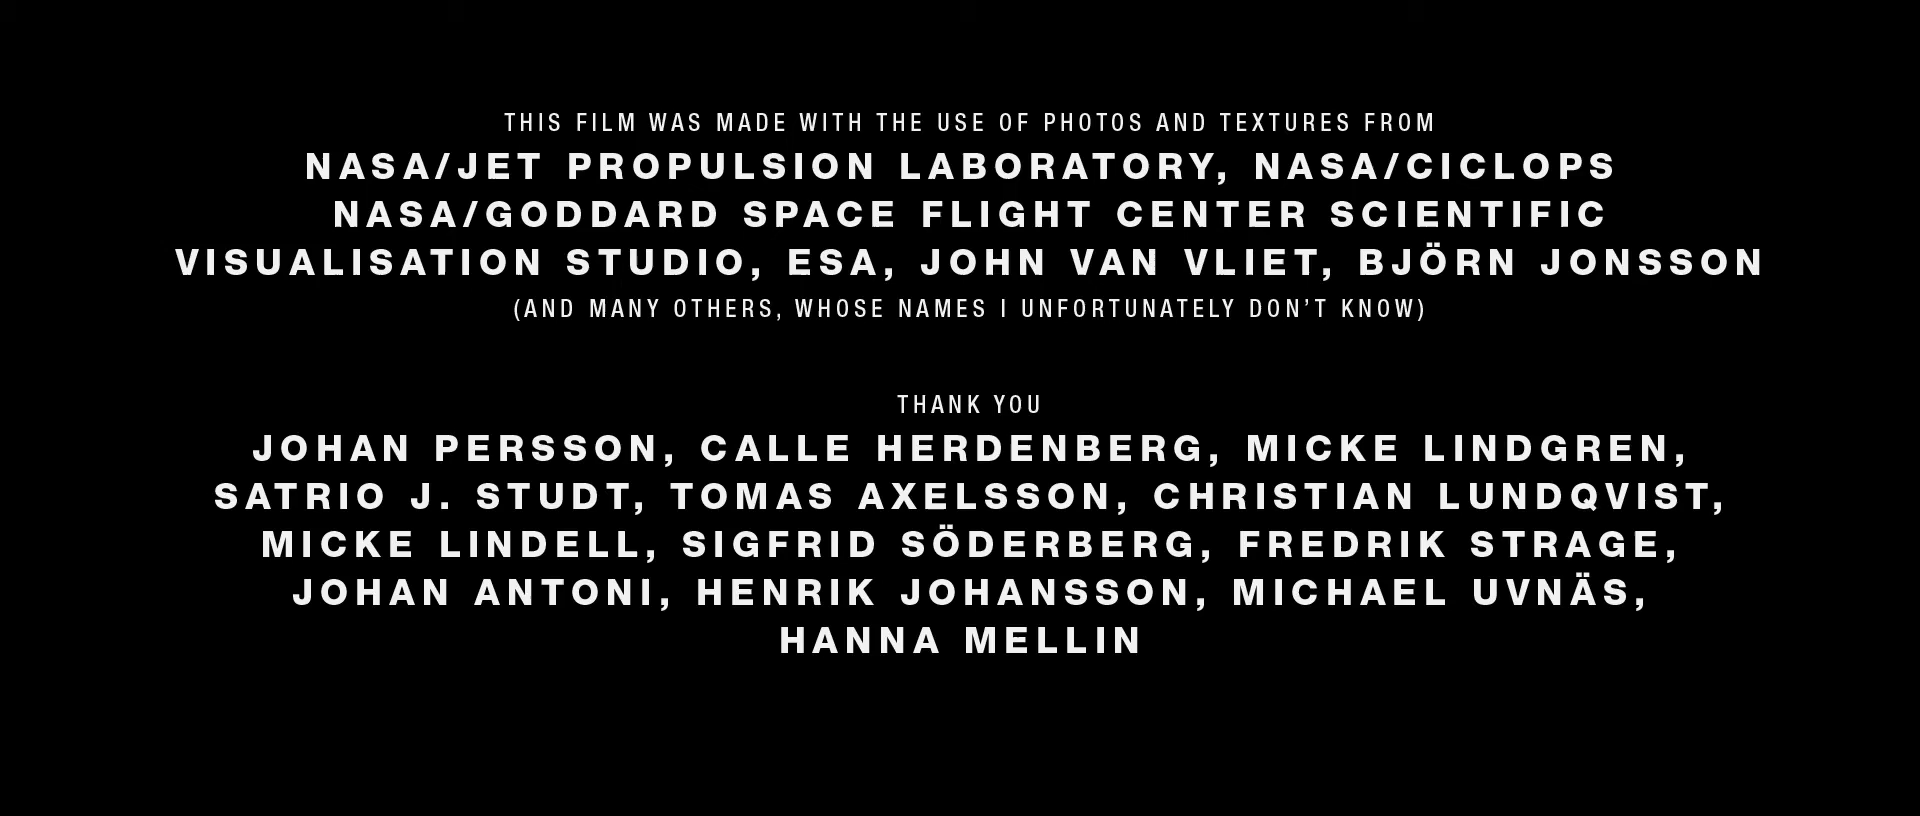 THIS FILM WAS MADE WITH THE USE OF PHOTOS AND TEXTURES FROM
NASA/JET PROPULSION LABORATORY, NASA/CICLOPS
NASA/GODDARD SPACE FLIGHT CENTER SCIENTIFIC
VISUALISATION STUDIO, ESA, JOHN VAN VLIET, BJÖRN JONSSON
(AND MANY OTHERS, WHOSE NAMES I UNFORTUNATELY DON’T KNOW)
THANK YOU
JOHAN PERSSON, CALLE HERDENBERG, MICKE LINDGREN,
SATRIO J. STUDT, TOMAS AXELSSON, CHRISTIAN LUNDQVIST,
MICKE LINDELL, SIGFRID SÖDERBERG, FREDRIK STRAGE,
JOHAN ANTONI, HENRIK JOHANSSON, MICHAEL UVNÄS,
HANNA MELLIN